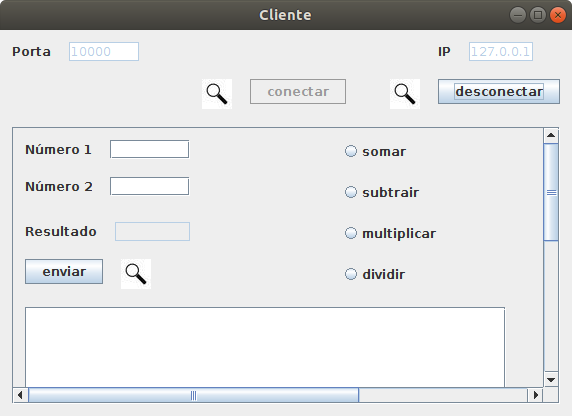 Cliente
Porta 10000 IP 127.0.0.1
conectar desconectar
Número 1 somar
Número 2 subtrair
Resultado multiplicar
enviar dividir